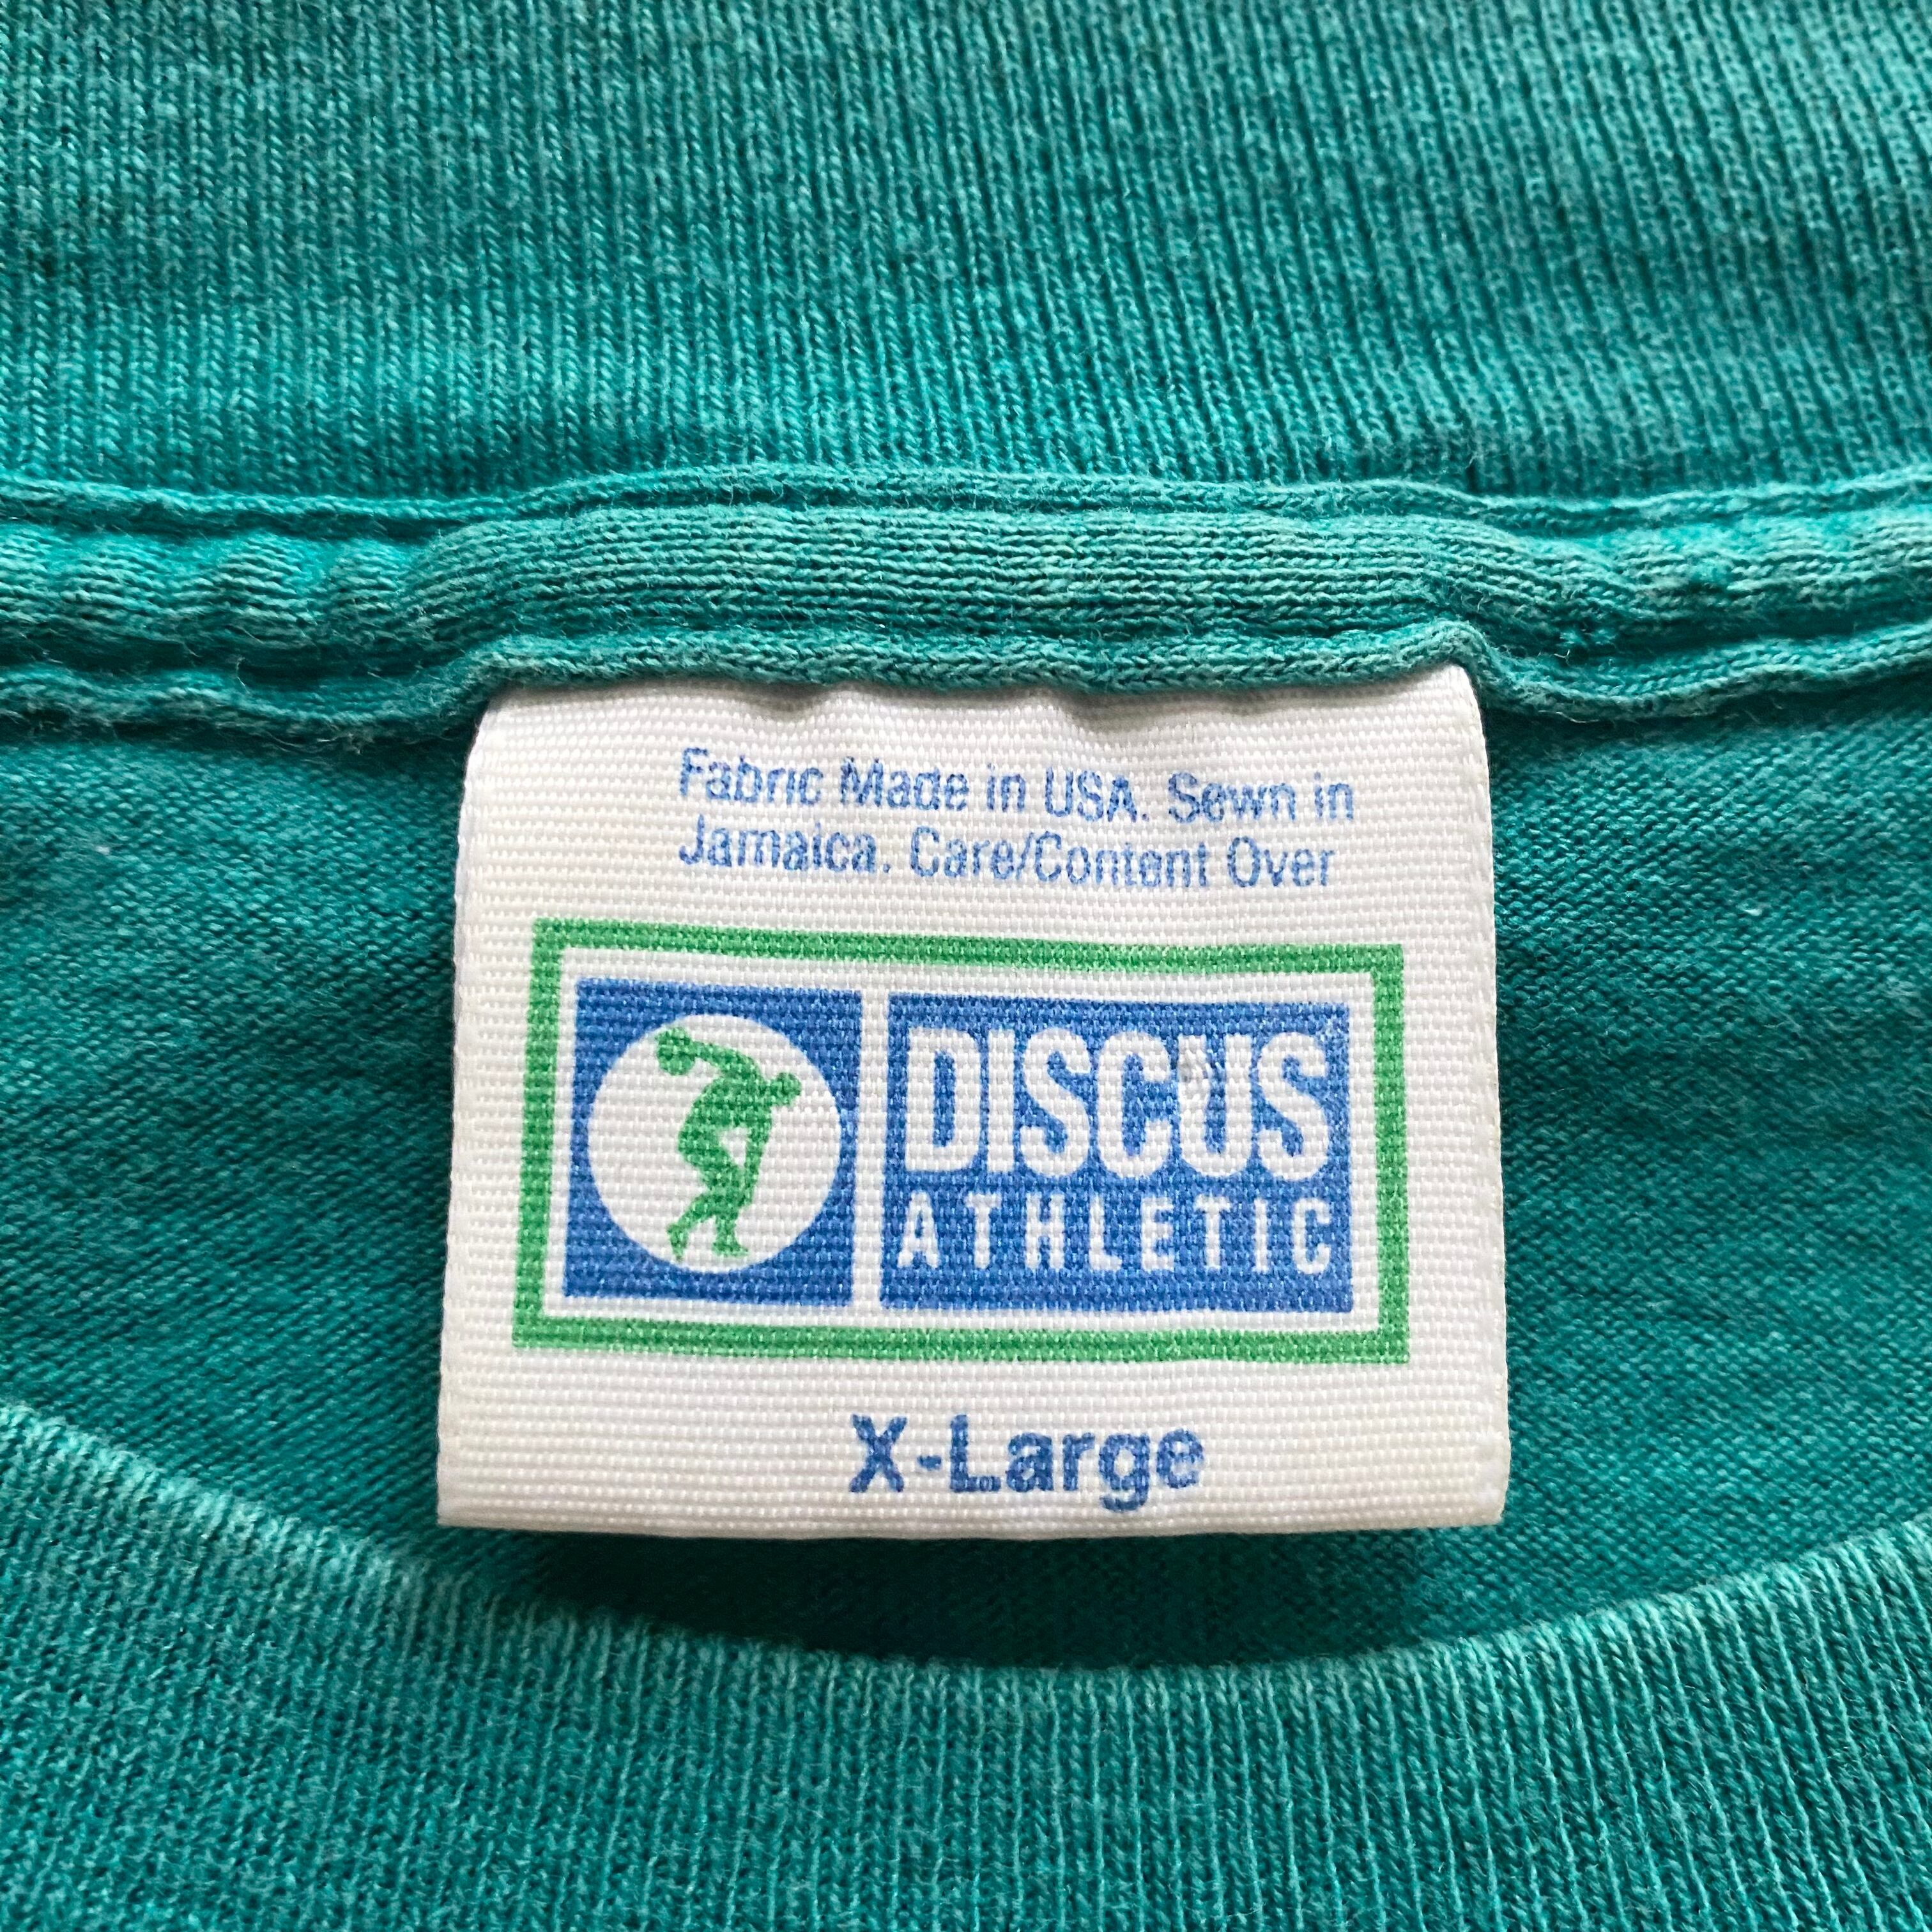 Fabric Made in USA. Sewn in
Jamaica. Care/Content Over
DISCUS
ATHLETIC
X-Large